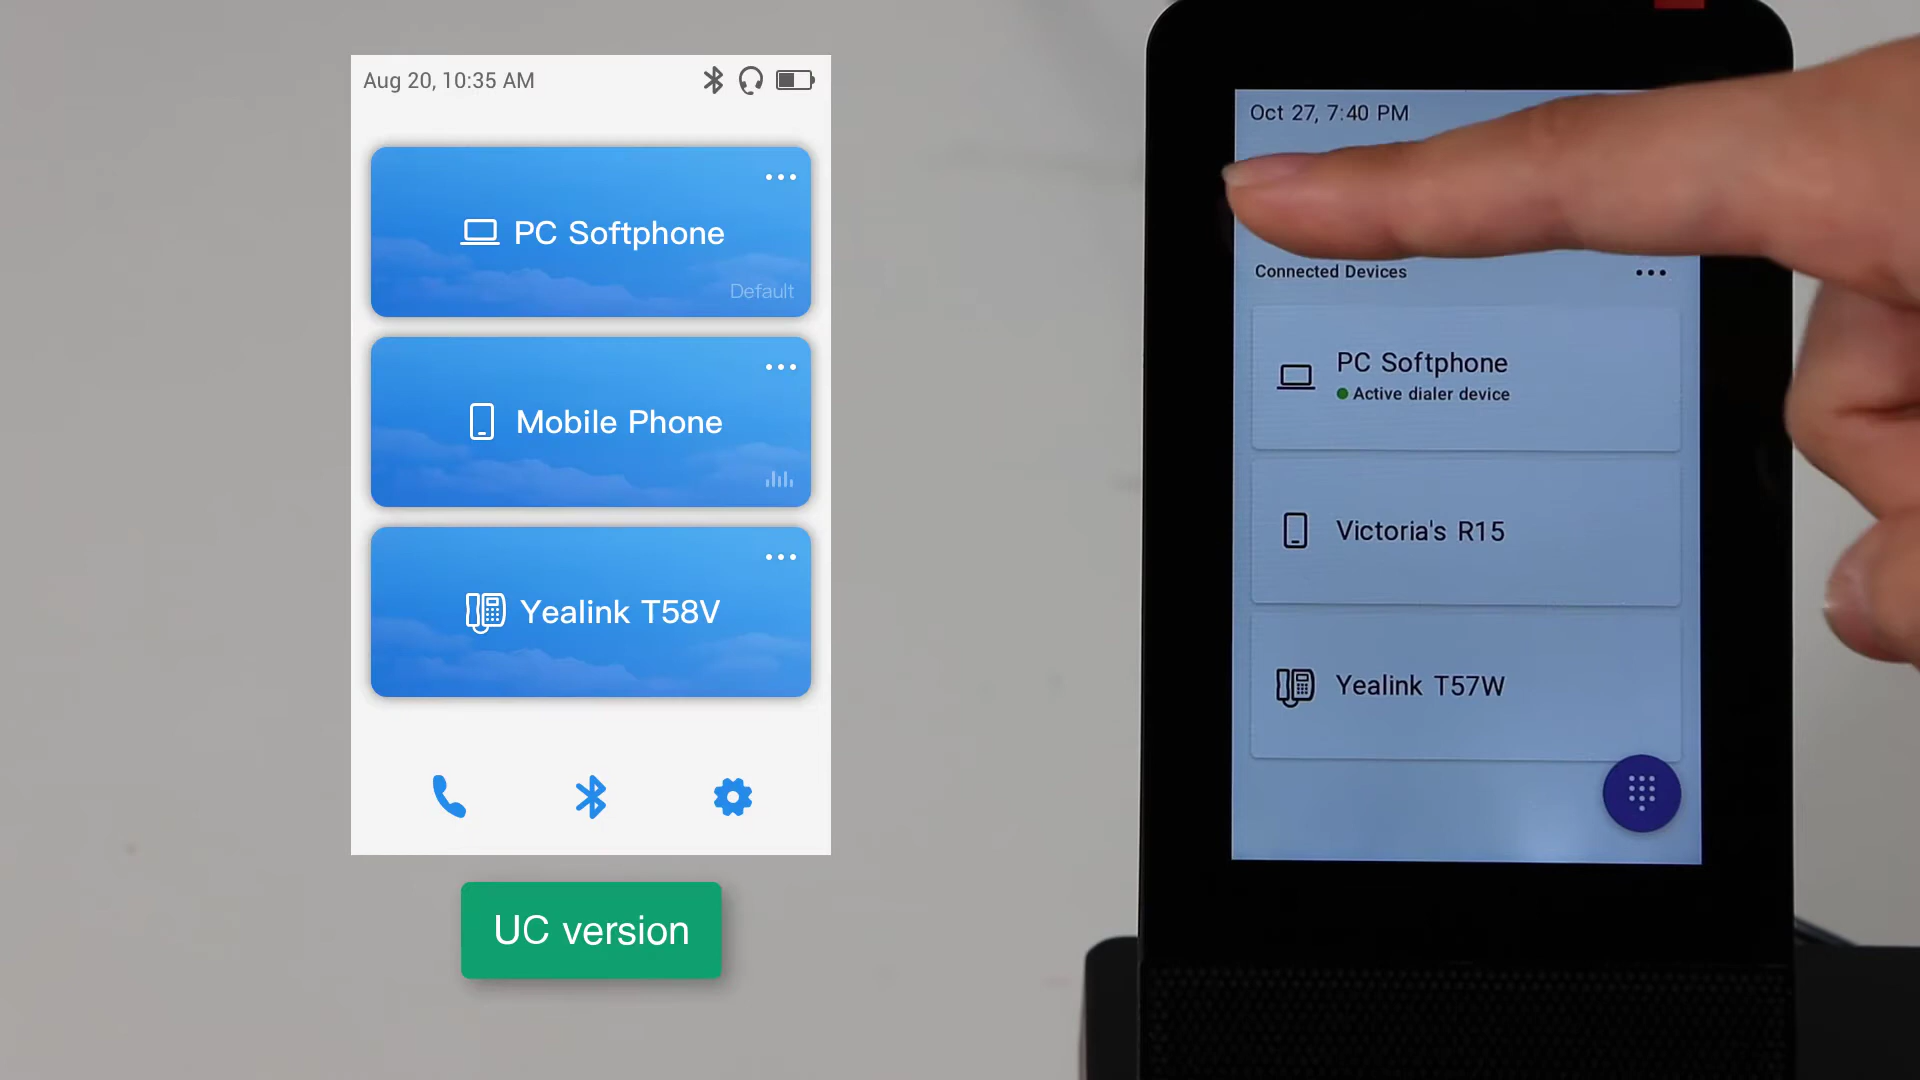 Aug 20, 10:35 AM
PC Softphone
Default
Mobile Phone
Yealink T58V
UC version
Oct 27, 7:40 PM
Connected Devices
PC Softphone
Active dialer device
Victoria's R15
Yealink T57W